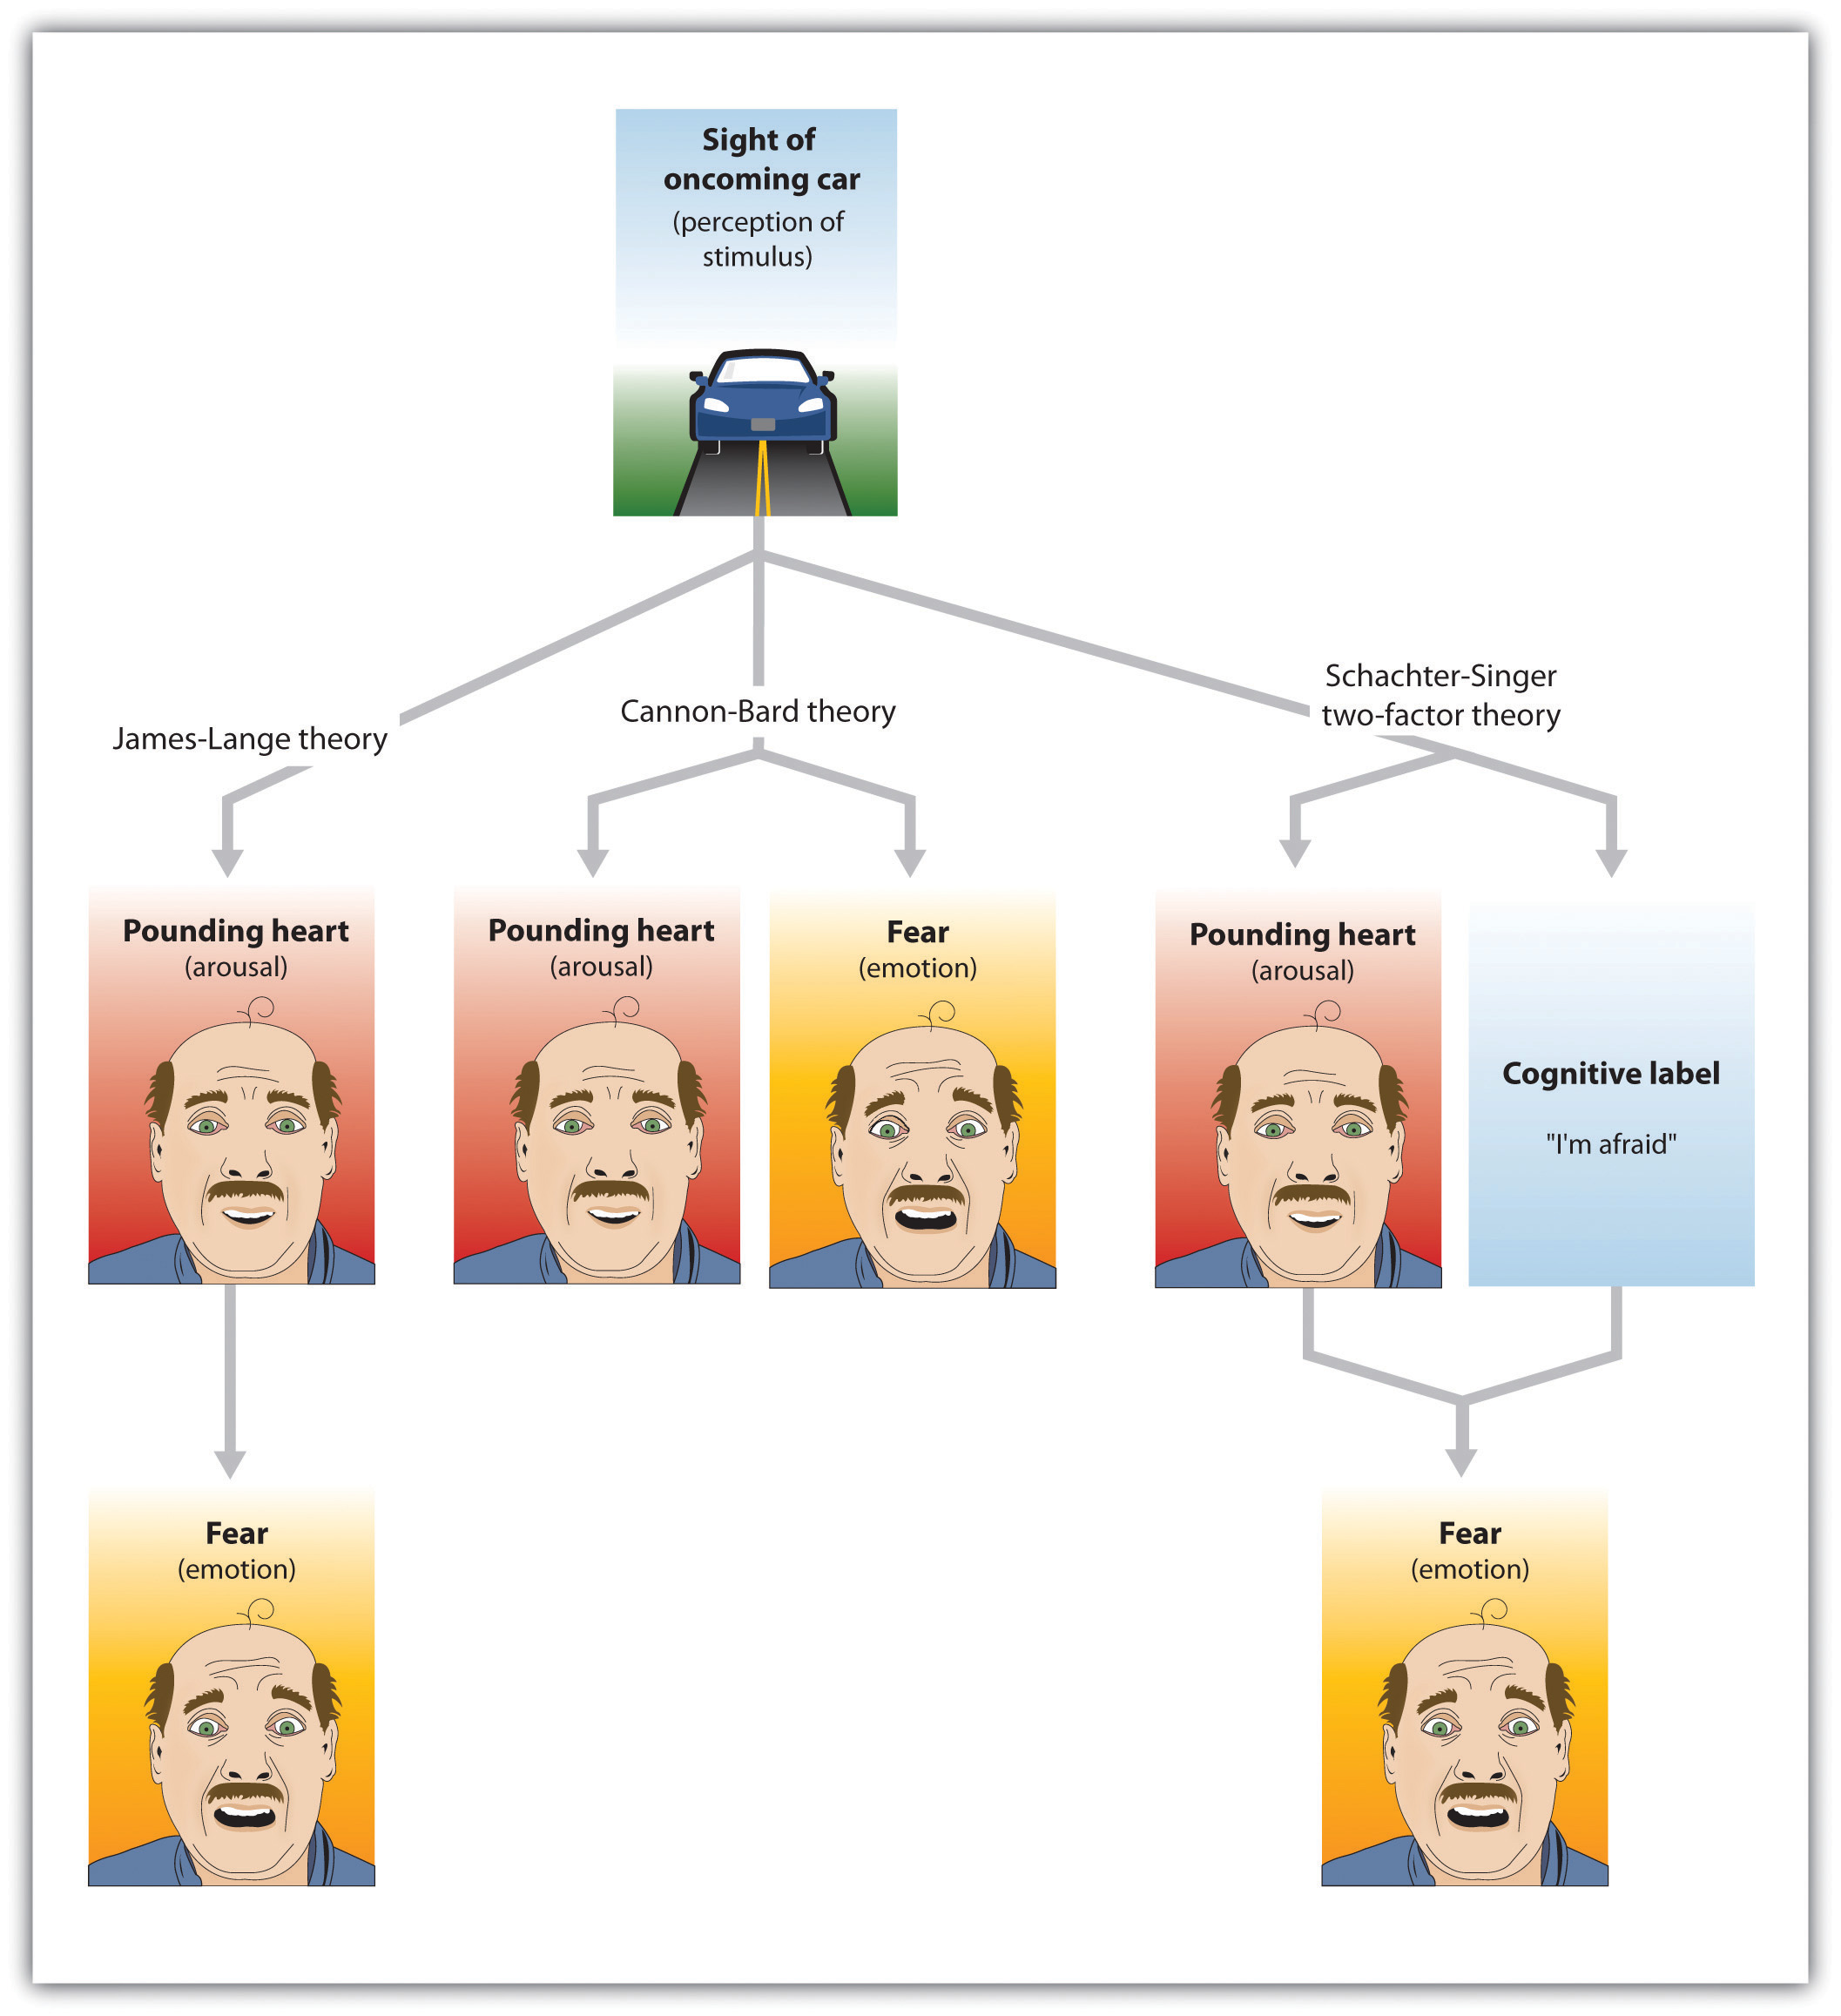 Sight of
oncoming car
(perception of
stimulus)
James-Lange theory
Cannon-Bard theory
Schachter-Singer
two-factor theory
Pounding heart
(arousal)
Pounding heart
(arousal)
Fear
(emotion)
Pounding heart
(arousal)
Cognitive label
"I'm afraid"
Fear
(emotion)
Fear
(emotion)